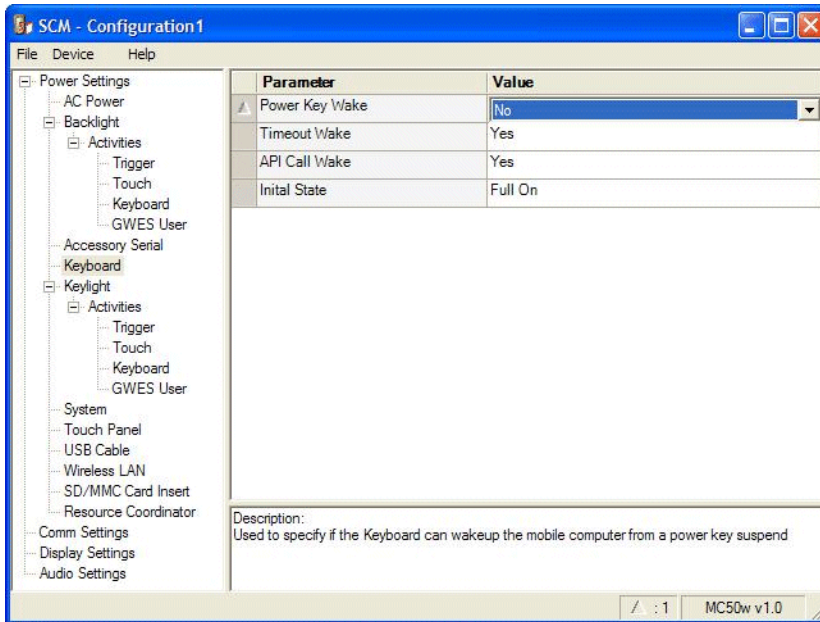 SCM - Configuration1
File Device Help
Power Settings
AC Power
Backlight
Activities
Trigger
Touch
Keyboard
GWES User
Accessory Serial
Keyboard
Keylight
Activities
Trigger
Touch
Keyboard
GWES User
System
Touch Panel
USB Cable
Wireless LAN
SD/MMC Card Insert
Resource Coordinator
Comm Settings
Display Settings
Audio Settings
Parameter Value
Power Key Wake No
Timeout Wake Yes
API Call Wake Yes
Inital State Full On
Description:
Used to specify if the Keyboard can wakeup the mobile computer from a power key suspend
: 1 MC50w v1.0